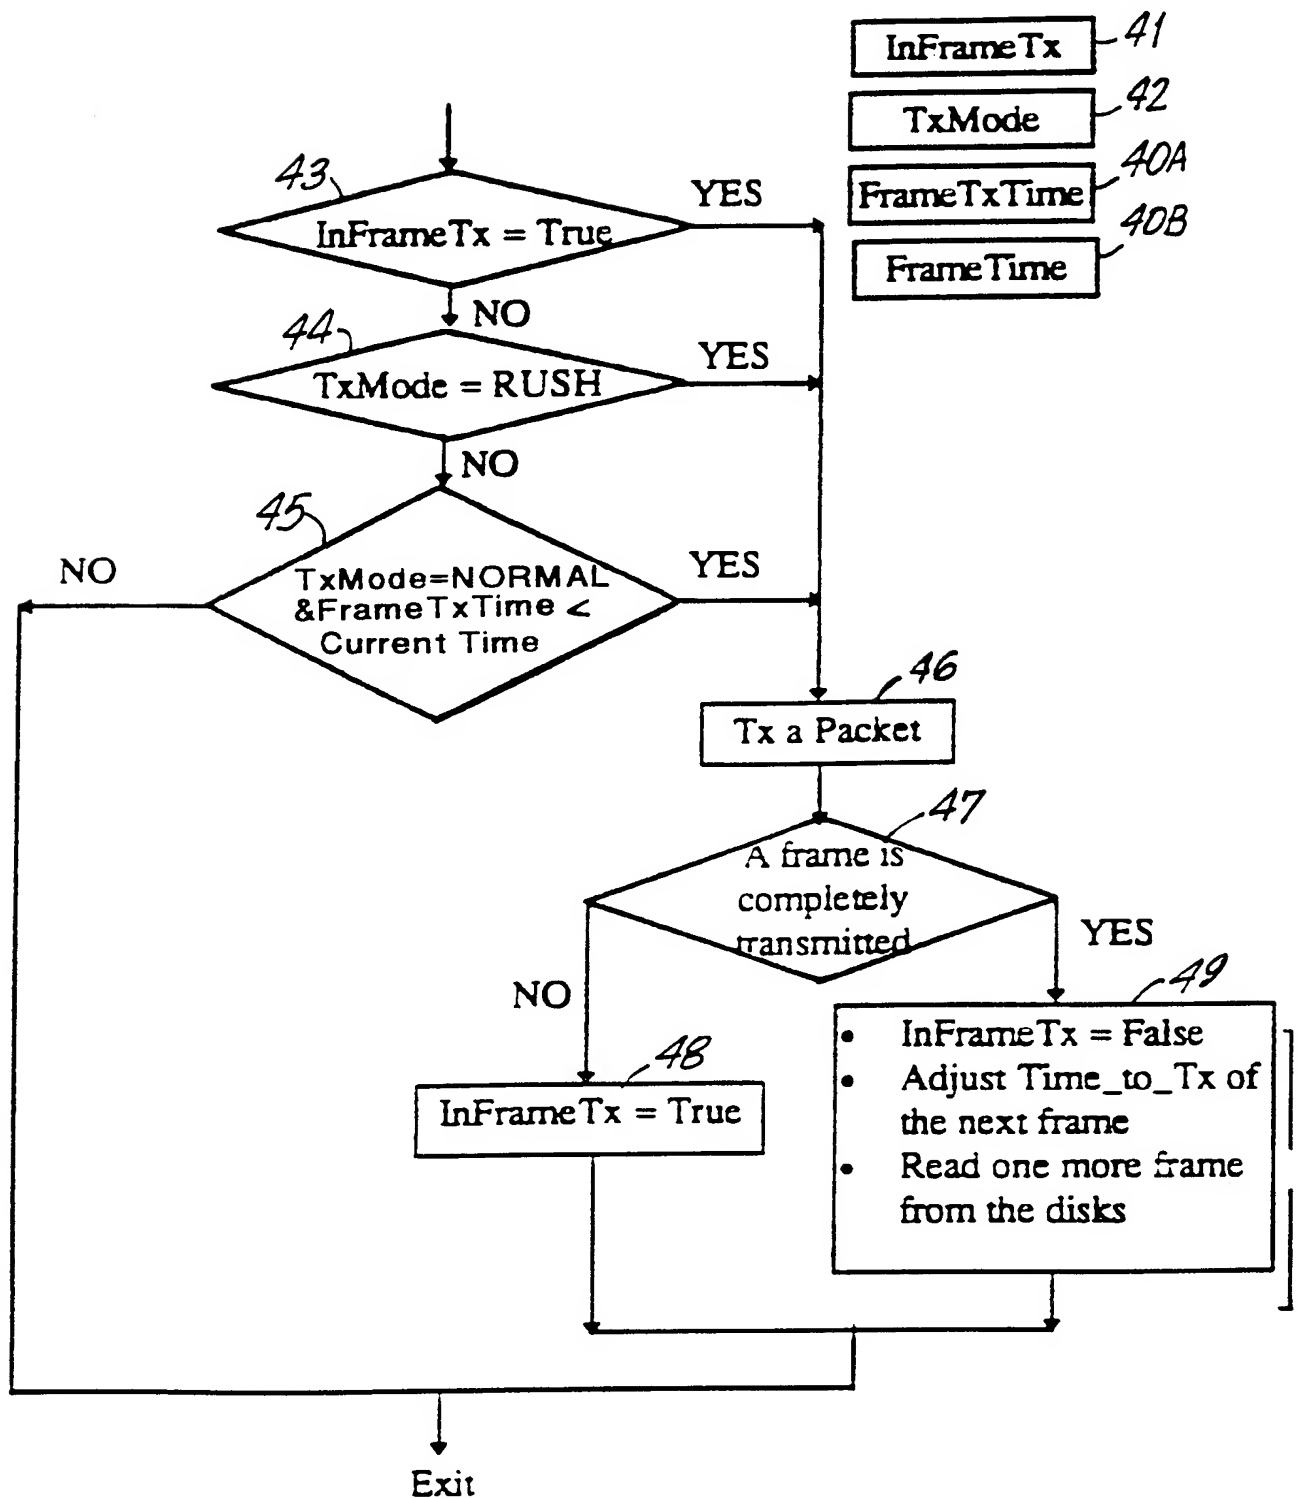 InFrameTx
41
TxMode
42
FrameTxTime
40A
FrameTime
40B
43
InFrameTx = True
YES
NO
44
TxMode = RUSH
YES
NO
45
TxMode=NORMAL
&FrameTxTime <
Current Time
NO
YES
46
Tx a Packet
47
A frame is
completely
transmitted
YES
NO
48
InFrameTx = True
49
• InFrameTx = False
• Adjust Time_to_Tx of
the next frame
• Read one more frame
from the disks
Exit